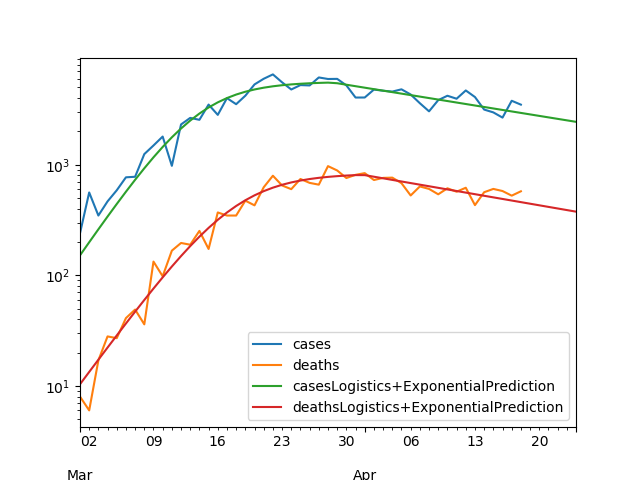 10³
10²
10¹
cases
deaths
casesLogistics+ExponentialPrediction
deathsLogistics+ExponentialPrediction
02 09 16 23 30 06 13 20
Mar Apr